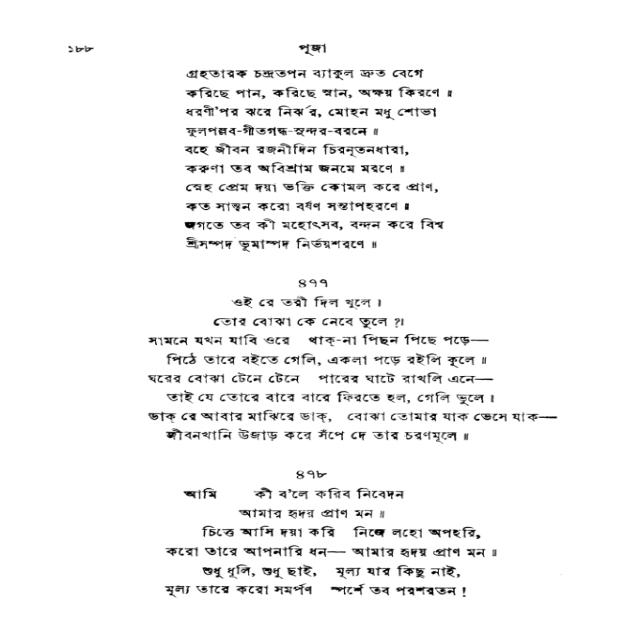 ১৮৮ পূজা
গ্রহতারক চন্দ্রতপন ব্যাকুল দ্রুত বেগে
করিছে পান, করিছে স্নান, অক্ষয় কিরণে॥
ধরণী'পর ঝরে নির্ঝর, মোহন মধু শোভা
ফুলপল্লব-গীতগন্ধ-সুন্দর-বরনে॥
বহে জীবন রজনীদিন চিরনূতনধারা,
করুণা তব অবিশ্রাম জনমে মরণে॥
স্নেহ প্রেম দয়া ভক্তি কোমল করে প্রাণ,
কত সান্ত্বন করো বর্ষণ সন্তাপহরণে॥
জগতে তব কী মহোৎসব, বন্দন করে বিশ্ব
শ্রীসম্পদ ভূমাস্পদ নির্ভয়শরণে॥
৪৭৭
ওই রে তরী দিল খুলে।
তোর বোঝা কে নেবে তুলে?।
সামনে যখন যাবি ওরে থাক্-না পিছন পিছে পড়ে—
পিঠে তারে বইতে গেলি, একলা পড়ে রইলি কূলে॥
ঘরের বোঝা টেনে টেনে পারের ঘাটে রাখলি এনে—
তাই যে তোরে বারে বারে ফিরতে হল, গেলি ভুলে।
ডাক্ রে আবার মাঝিরে ডাক্, বোঝা তোমার যাক ভেসে যাক—
জীবনখানি উজাড় করে সঁপে দে তার চরণমূলে॥
৪৭৮
আমি কী ব'লে করিব নিবেদন
আমার হৃদয় প্রাণ মন॥
চিত্তে আসি দয়া করি নিজে লহো অপহরি,
করো তারে আপনারি ধন— আমার হৃদয় প্রাণ মন॥
শুধু ধূলি, শুধু ছাই, মূল্য যার কিছু নাই,
মূল্য তারে করো সমর্পণ স্পর্শে তব পরশরতন!